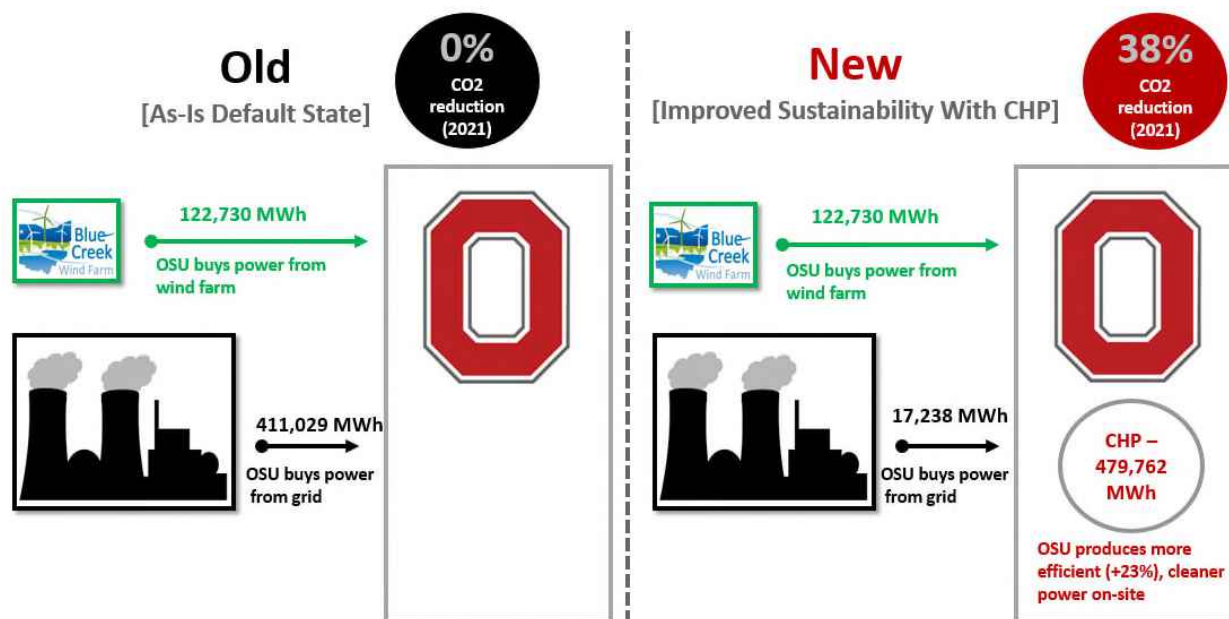 Old
[As-Is Default State]
0%
CO2
reduction
(2021)
Blue
Creek
Wind Farm
122,730 MWh
OSU buys power from
wind farm
411,029 MWh
OSU buys power
from grid
New
[Improved Sustainability With CHP]
38%
CO2
reduction
(2021)
Blue
Creek
Wind Farm
122,730 MWh
OSU buys power from
wind farm
17,238 MWh
OSU buys power
from grid
CHP –
479,762
MWh
OSU produces more
efficient (+23%), cleaner
power on-site